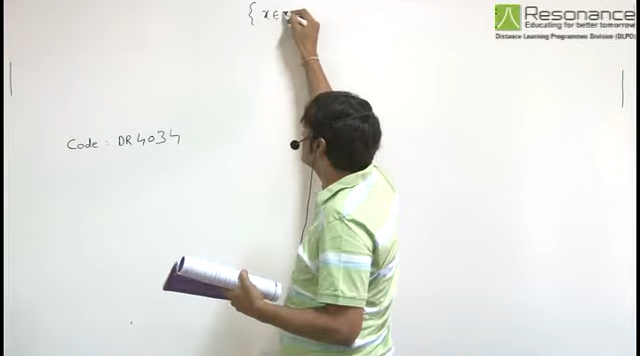 { x ∈
Resonance
Educating for better tomorrow
Distance Learning Programmes Division (DLPD)
Code : DR4034